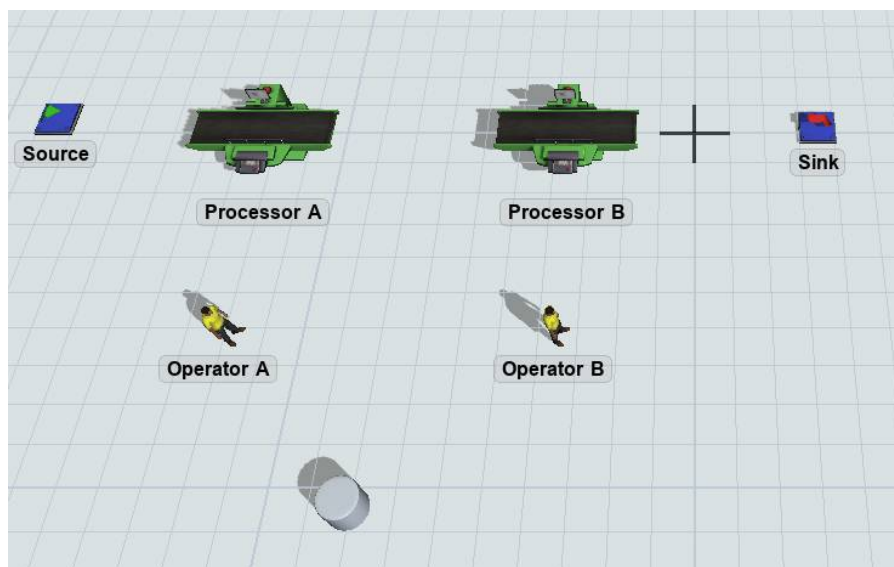 Source
Sink
Processor A
Processor B
Operator A
Operator B